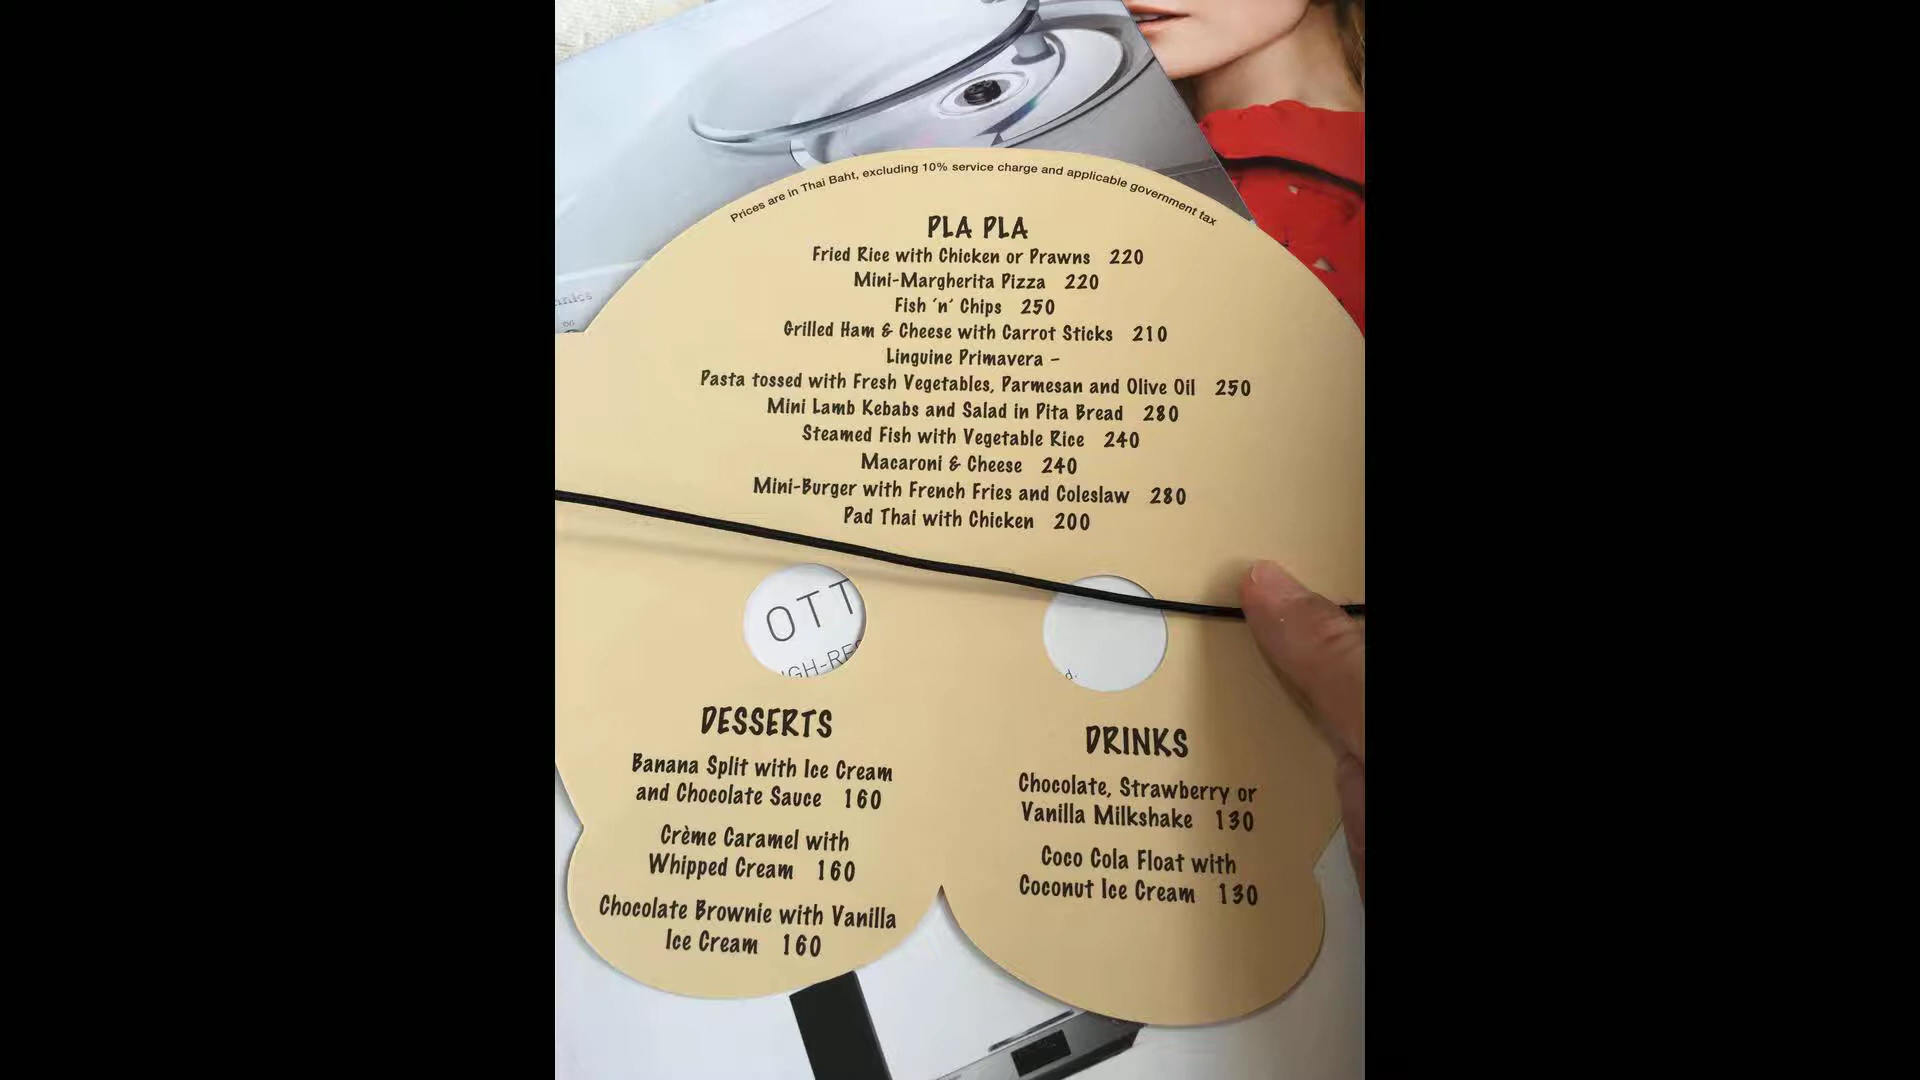 Prices are in Thai Baht, excluding 10% service charge and applicable government tax
PLA PLA
Fried Rice with Chicken or Prawns 220
Mini-Margherita Pizza 220
Fish 'n' Chips 250
Grilled Ham & Cheese with Carrot Sticks 210
Linguine Primavera –
Pasta tossed with Fresh Vegetables, Parmesan and Olive Oil 250
Mini Lamb Kebabs and Salad in Pita Bread 280
Steamed Fish with Vegetable Rice 240
Macaroni & Cheese 240
Mini-Burger with French Fries and Coleslaw 280
Pad Thai with Chicken 200
OTT
DESSERTS
Banana Split with Ice Cream
and Chocolate Sauce 160
Crème Caramel with
Whipped Cream 160
Chocolate Brownie with Vanilla
Ice Cream 160
DRINKS
Chocolate, Strawberry or
Vanilla Milkshake 130
Coco Cola Float with
Coconut Ice Cream 130